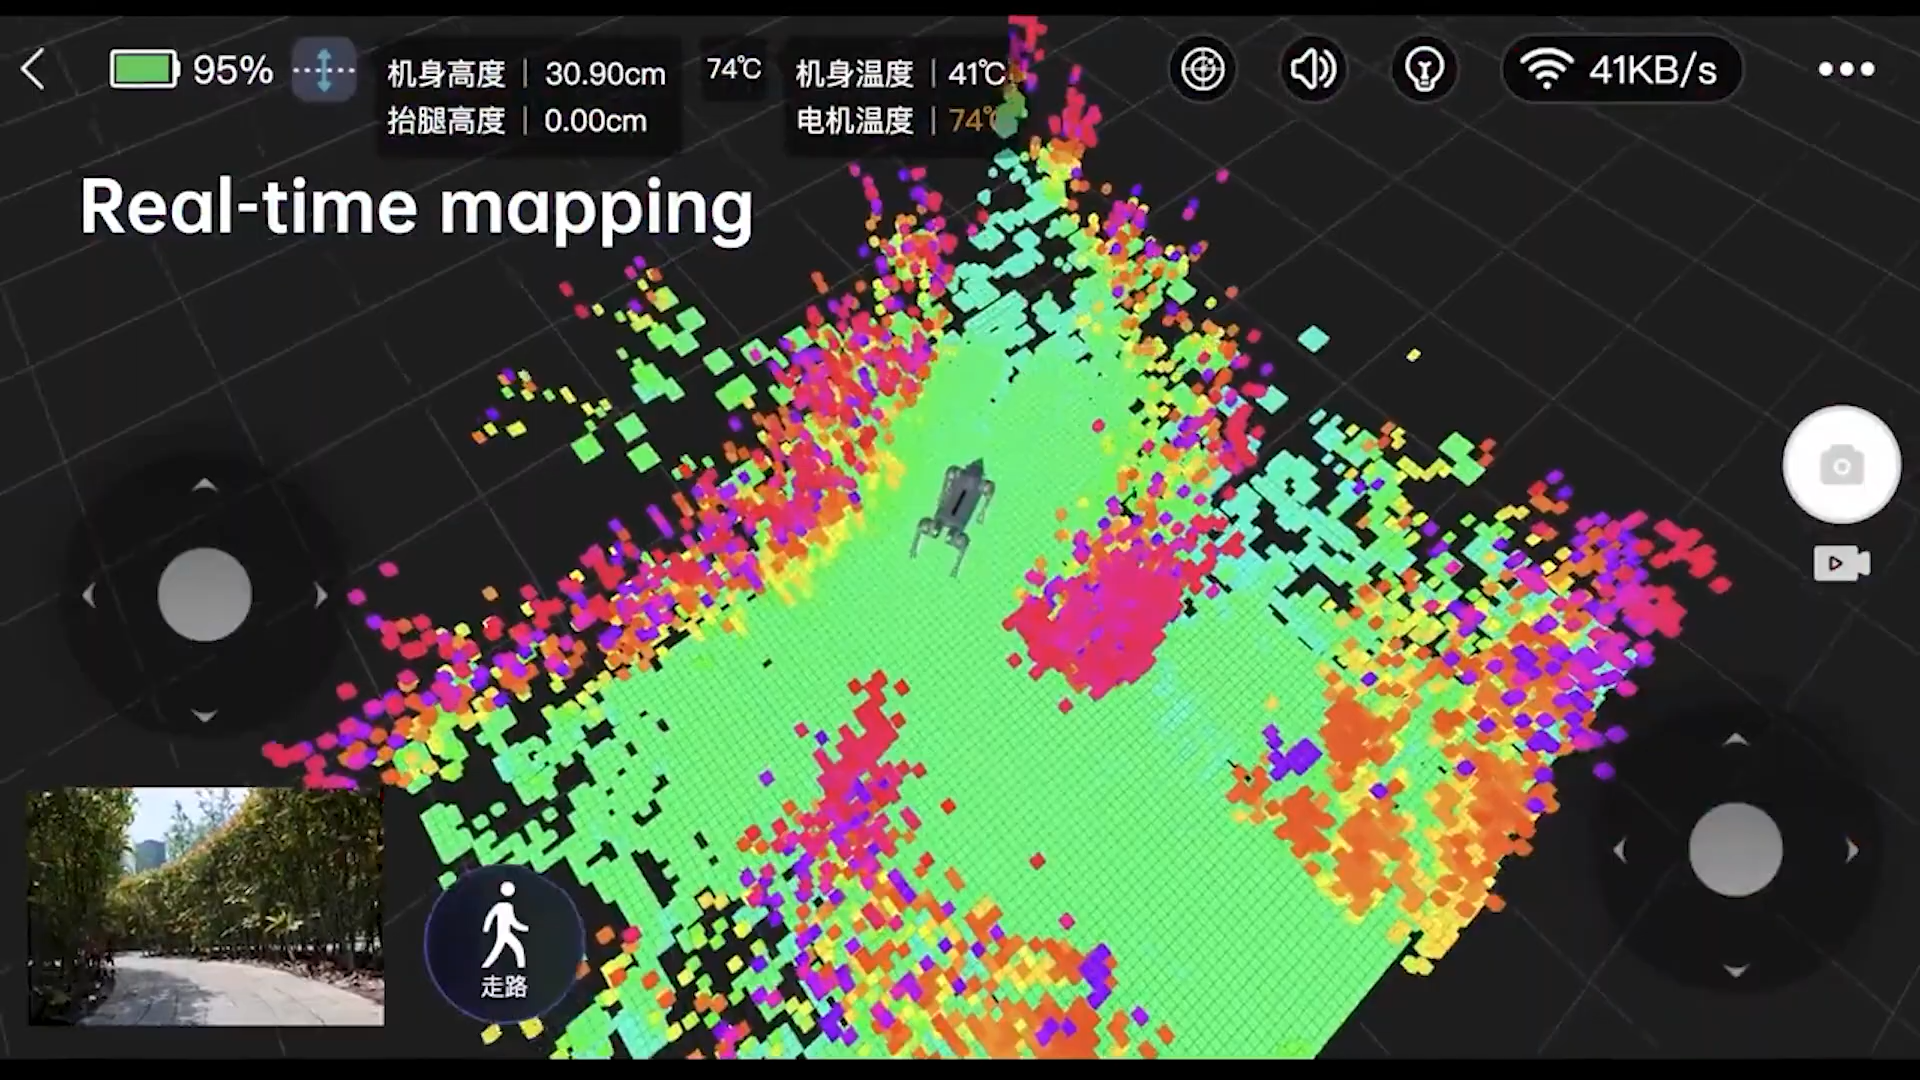 95%
机身高度 | 30.90cm
抬腿高度 | 0.00cm
74℃
机身温度 | 41℃
电机温度 | 74℃
41KB/s
Real-time mapping
走路